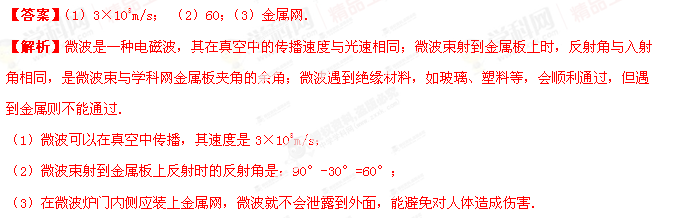 【答案】（1）3×10⁸m/s； （2）60；（3）金属网．
【解析】微波是一种电磁波，其在真空中的传播速度与光速相同；微波束射到金属板上时，反射角与入射
角相同，是微波束与学科网金属板夹角的余角；微波遇到绝缘材料，如玻璃、塑料等，会顺利通过，但遇
到金属则不能通过．
（1）微波可以在真空中传播，其速度是 3×10⁸m/s；
（2）微波束射到金属板上反射时的反射角是：90°-30°=60°；
（3）在微波炉门内侧应装上金属网，微波就不会泄露到外面，能避免对人体造成伤害．